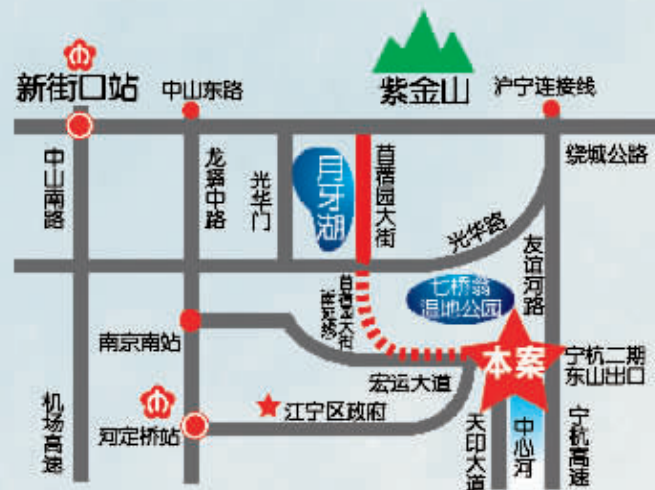 紫金山
新街口站
中山东路
沪宁连接线
中山南路
龙蟠中路
光华门
月牙湖
苜蓿园大街
绕城公路
光华路
友谊河路
七桥翁
湿地公园
苜蓿园大街
南延线
南京南站
本案
宁杭二期
东山出口
宏运大道
机场高速
江宁区政府
河定桥站
天印大道
中心河
宁杭高速